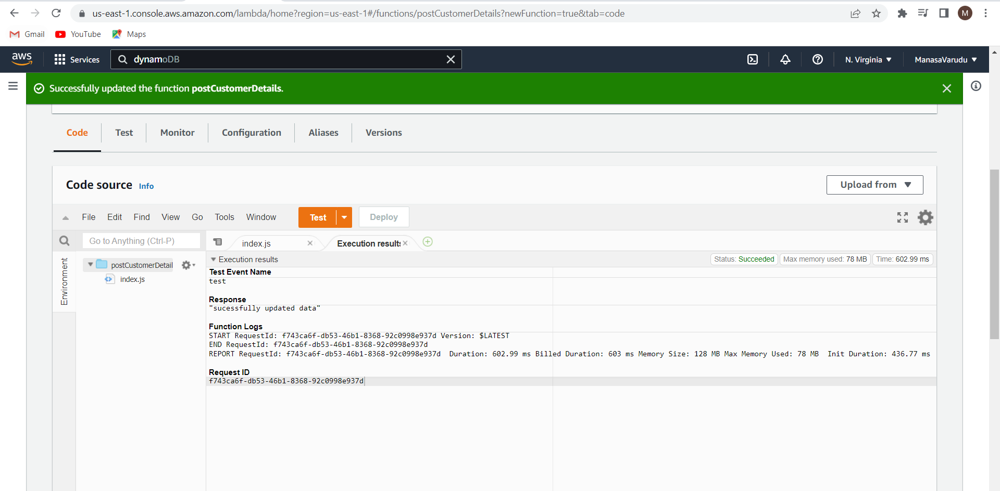 us-east-1.console.aws.amazon.com/lambda/home?region=us-east-1#/functions/postCustomerDetails?newFunction=true&tab=code
M
Gmail YouTube Maps
aws Services dynamoDB N. Virginia ManasaVarudu
Successfully updated the function postCustomerDetails.
Code Test Monitor Configuration Aliases Versions
Code source Info Upload from
File Edit Find View Go Tools Window Test Deploy
Go to Anything (Ctrl-P) index.js Execution results
Execution results Status: Succeeded Max memory used: 78 MB Time: 602.99 ms
Environment
postCustomerDetail
index.js
Test Event Name
test
Response
"sucessfully updated data"
Function Logs
START RequestId: f743ca6f-db53-46b1-8368-92c0998e937d Version: $LATEST
END RequestId: f743ca6f-db53-46b1-8368-92c0998e937d
REPORT RequestId: f743ca6f-db53-46b1-8368-92c0998e937d Duration: 602.99 ms Billed Duration: 603 ms Memory Size: 128 MB Max Memory Used: 78 MB Init Duration: 436.77 ms
Request ID
f743ca6f-db53-46b1-8368-92c0998e937d